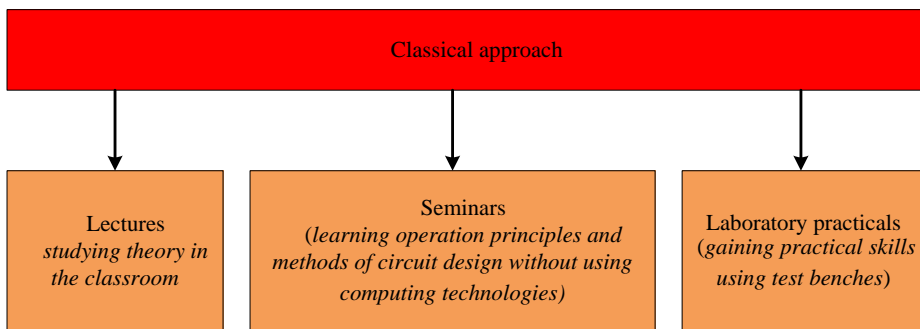 Classical approach
Lectures
studying theory in
the classroom
Seminars
(learning operation principles and
methods of circuit design without using
computing technologies)
Laboratory practicals
(gaining practical skills
using test benches)